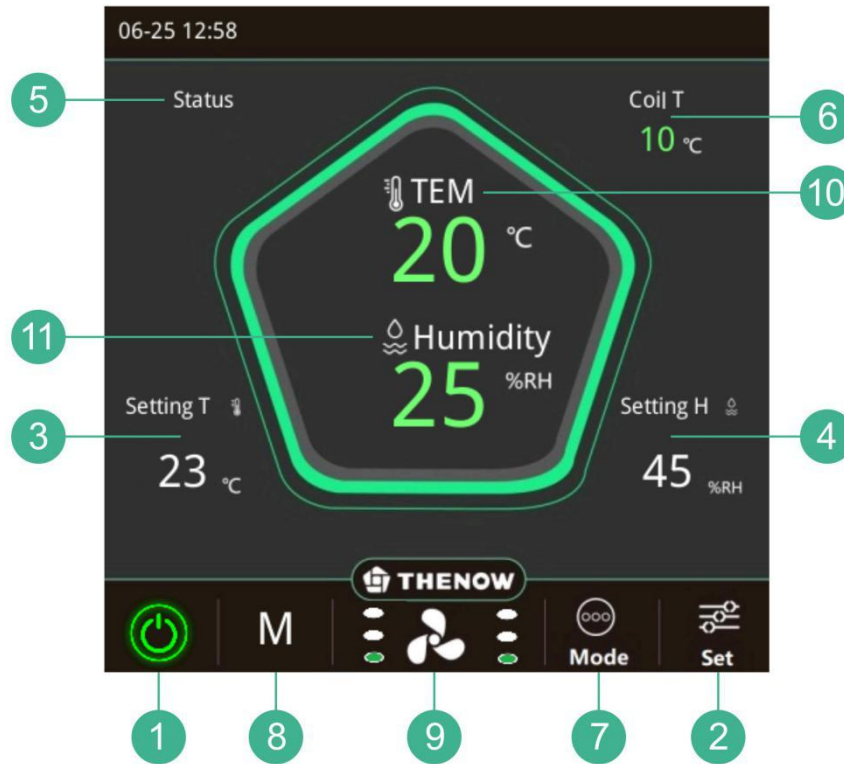 06-25 12:58
5
Status
Coil T
6
10 °C
TEM
10
20 °C
11
Humidity
25 %RH
Setting T
Setting H
3
4
23 °C
45 %RH
THENOW
M
Mode
Set
1
8
9
7
2